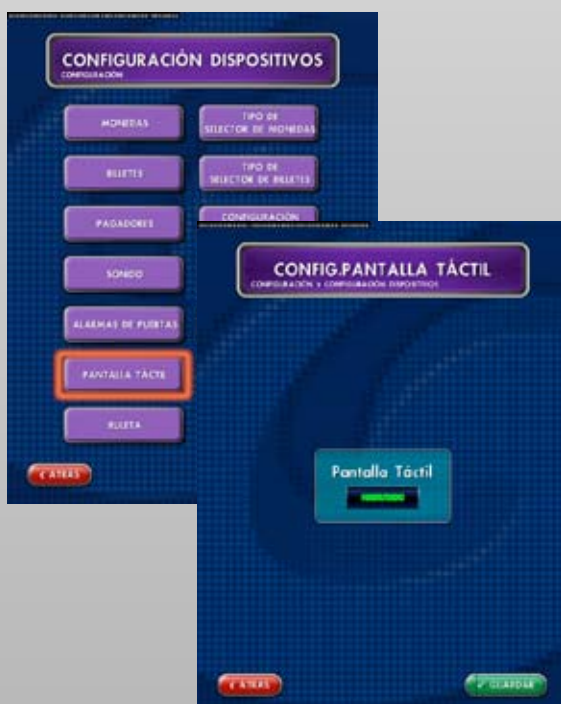 CONFIGURACIÓN DISPOSITIVOS
CONFIGURACIÓN
MONEDAS
TIPO DE
SELECTOR DE MONEDAS
BILLETES
TIPO DE
SELECTOR DE BILLETES
PAGADORES
CONFIGURACIÓN
SONIDO
ALARMAS DE PUERTAS
PANTALLA TÁCTIL
RULETA
ATRÁS
CONFIG.PANTALLA TÁCTIL
CONFIGURACIÓN > CONFIGURACIÓN DISPOSITIVOS
Pantalla Táctil
HABILITADO
ATRÁS
GUARDAR